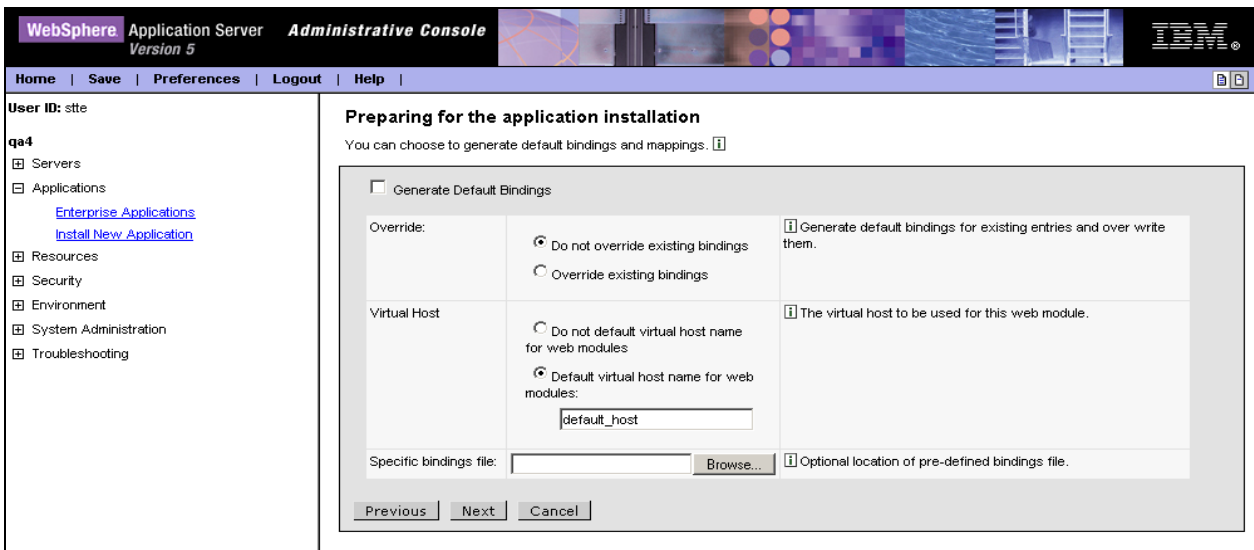 WebSphere Application Server Administrative Console
Version 5
IBM
Home | Save | Preferences | Logout | Help |
User ID: stte
qa4
Servers
Applications
Enterprise Applications
Install New Application
Resources
Security
Environment
System Administration
Troubleshooting
Preparing for the application installation
You can choose to generate default bindings and mappings. i
Generate Default Bindings
Override:
Do not override existing bindings
Override existing bindings
i Generate default bindings for existing entries and over write
them.
Virtual Host
Do not default virtual host name
for web modules
Default virtual host name for web
modules:
default_host
i The virtual host to be used for this web module.
Specific bindings file:
Browse...
i Optional location of pre-defined bindings file.
Previous
Next
Cancel